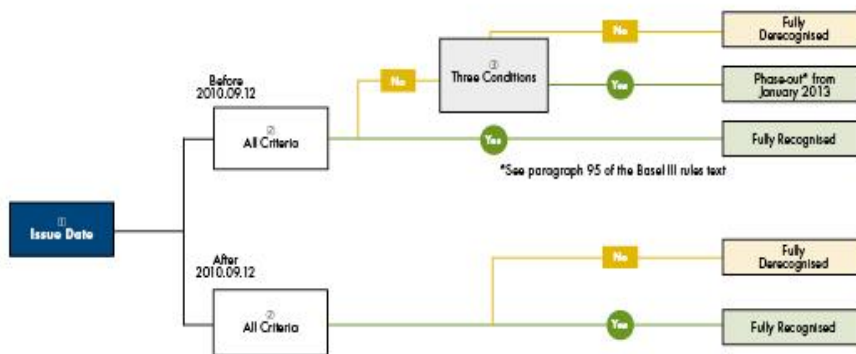 No
Fully
Derecognised
Before
2010.09.12
No
③
Three Conditions
Yes
Phase-out* from
January 2013
②
All Criteria
Yes
Fully Recognised
*See paragraph 95 of the Basel III rules text
①
Issue Date
After
2010.09.12
No
Fully
Derecognised
②
All Criteria
Yes
Fully Recognised